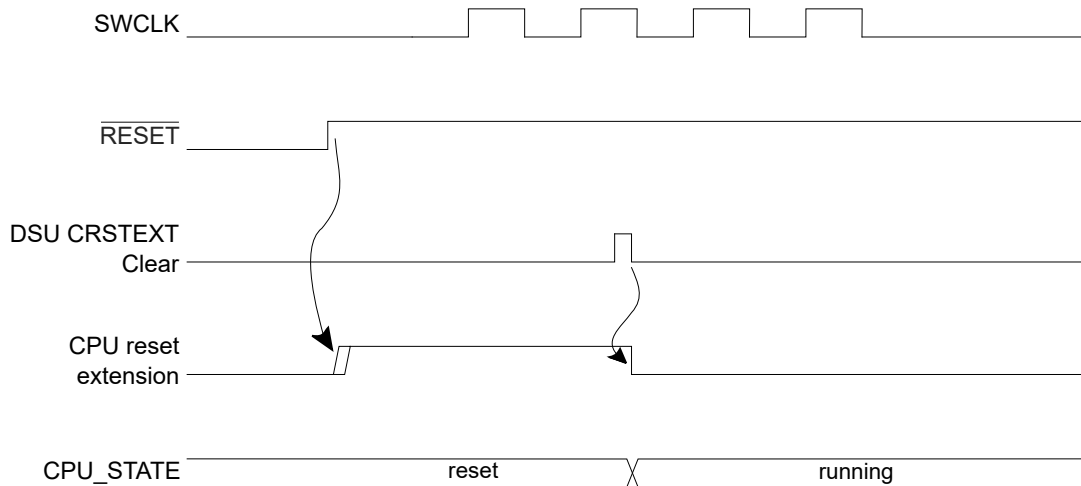 SWCLK
RESET
DSU CRSTEXT
Clear
CPU reset
extension
CPU_STATE
reset
running